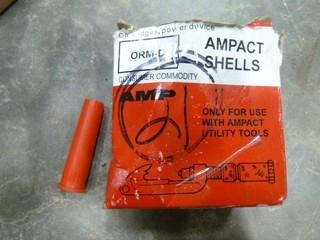 Cartridges, power device
ORM-D
CONSUMER COMMODITY
AMPACT
SHELLS
AMP
ONLY FOR USE
WITH AMPACT
UTILITY TOOLS